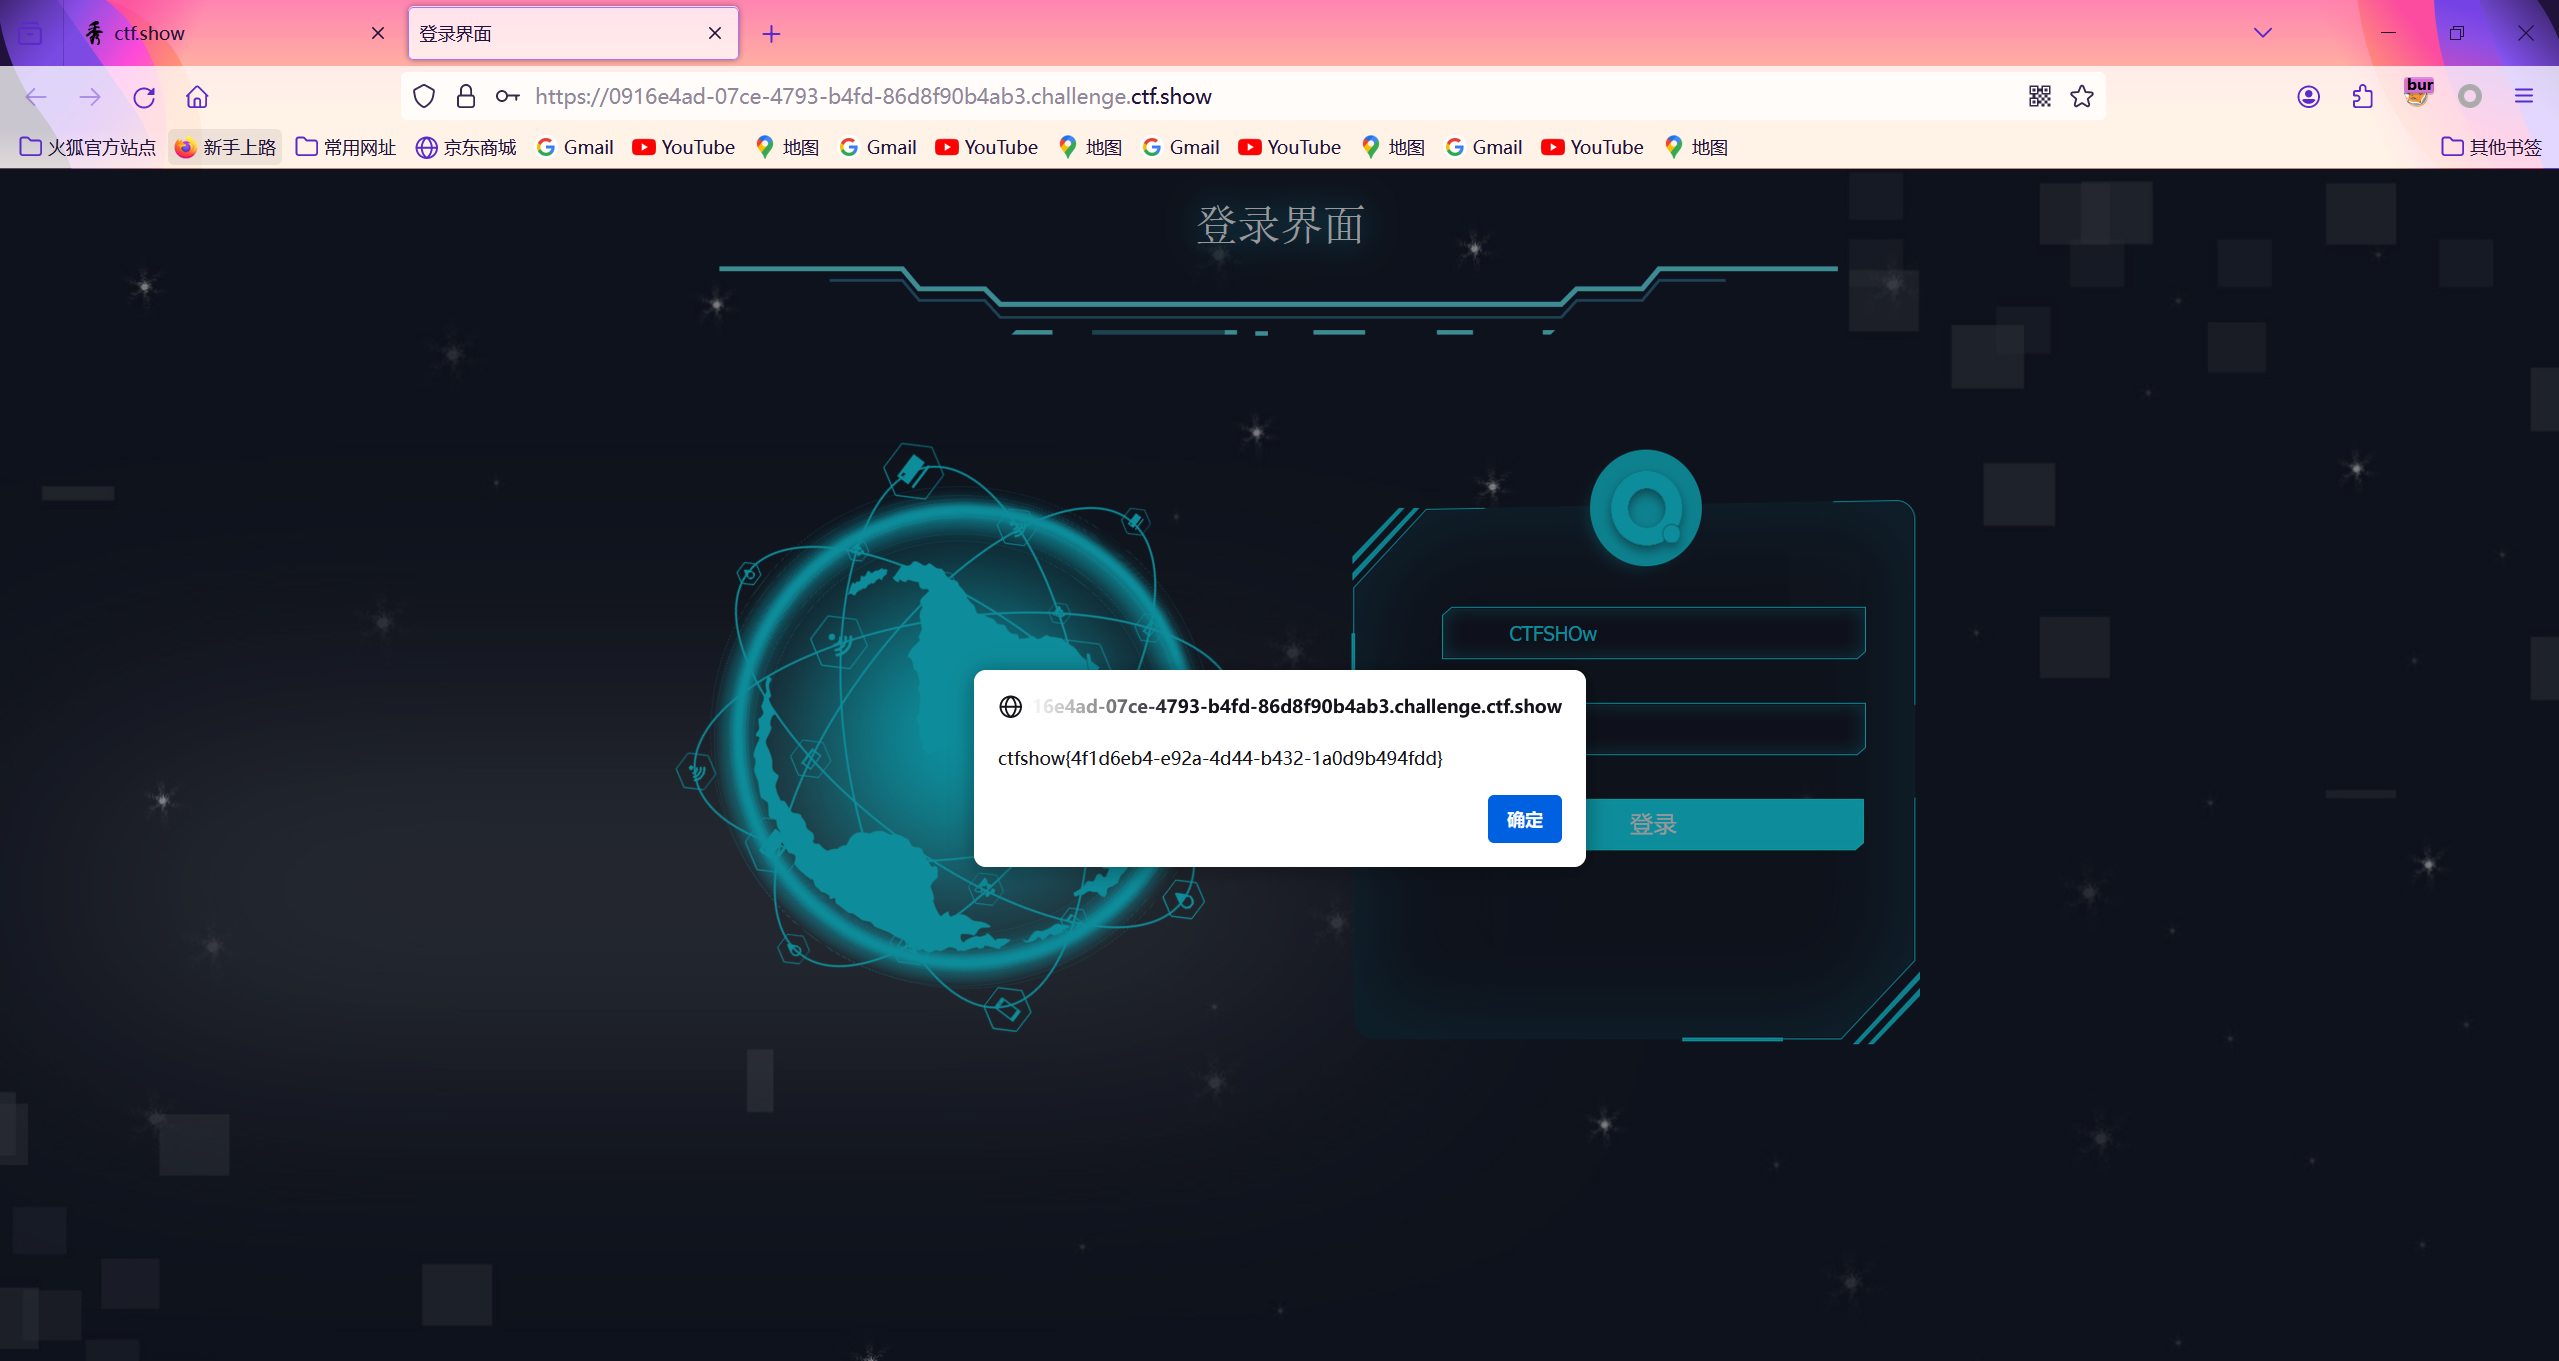 ctf.show
登录界面
https://0916e4ad-07ce-4793-b4fd-86d8f90b4ab3.challenge.ctf.show
bur
火狐官方站点 新手上路 常用网址 京东商城 Gmail YouTube 地图 Gmail YouTube 地图 Gmail YouTube 地图 Gmail YouTube 地图 其他书签
登录界面
CTFSHOw
16e4ad-07ce-4793-b4fd-86d8f90b4ab3.challenge.ctf.show
ctfshow{4f1d6eb4-e92a-4d44-b432-1a0d9b494fdd}
确定
登录